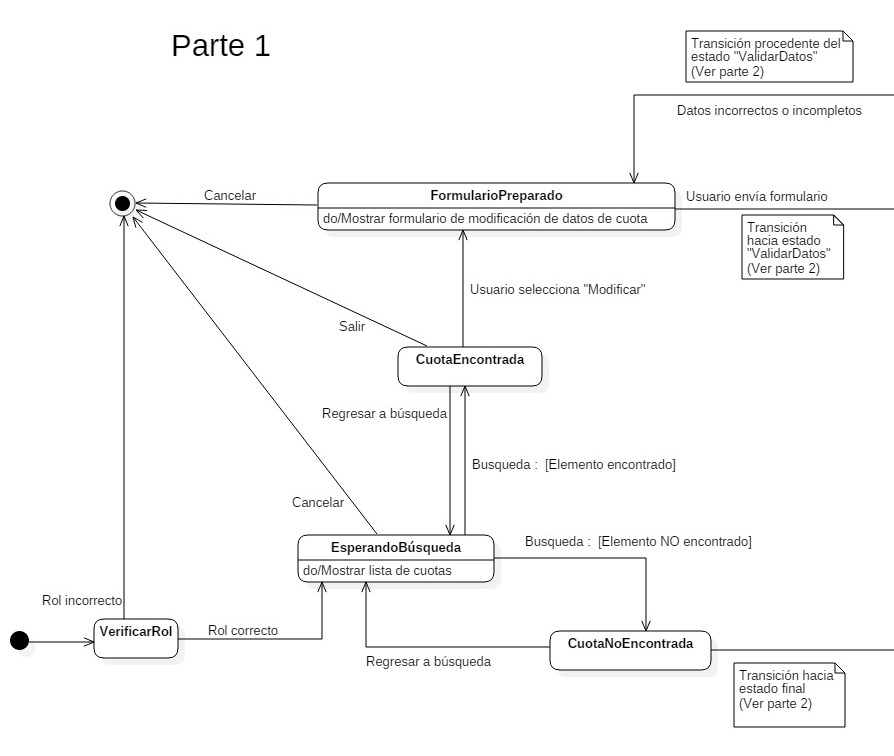 Parte 1
Transición procedente del
estado "ValidarDatos"
(Ver parte 2)
Datos incorrectos o incompletos
Cancelar
FormularioPreparado
do/Mostrar formulario de modificación de datos de cuota
Usuario envía formulario
Transición
hacia estado
"ValidarDatos"
(Ver parte 2)
Usuario selecciona "Modificar"
Salir
CuotaEncontrada
Regresar a búsqueda
Busqueda : [Elemento encontrado]
Cancelar
EsperandoBúsqueda
do/Mostrar lista de cuotas
Busqueda : [Elemento NO encontrado]
Rol incorrecto
VerificarRol
Rol correcto
CuotaNoEncontrada
Regresar a búsqueda
Transición hacia
estado final
(Ver parte 2)